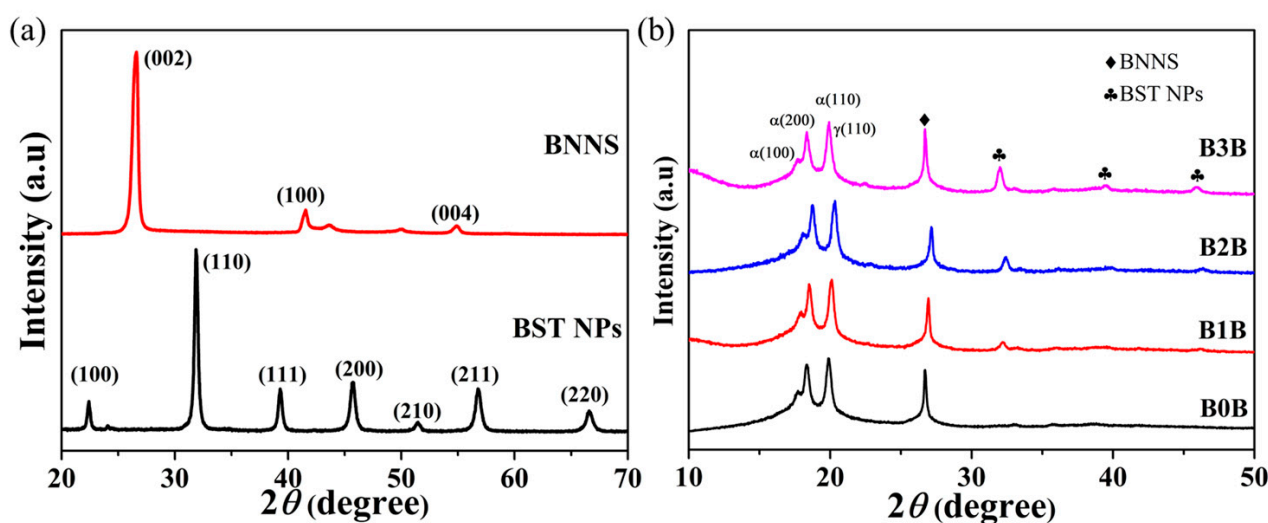 (a)
(002)
BNNS
(100)
(004)
(110)
BST NPs
(100)
(111)
(200)
(210)
(211)
(220)
Intensity (a.u)
20 30 40 50 60 70
2θ (degree)
(b)
♦ BNNS
♣ BST NPs
α(110)
α(200)
γ(110)
α(100)
B3B
B2B
B1B
B0B
Intensity (a.u)
10 20 30 40 50
2θ (degree)